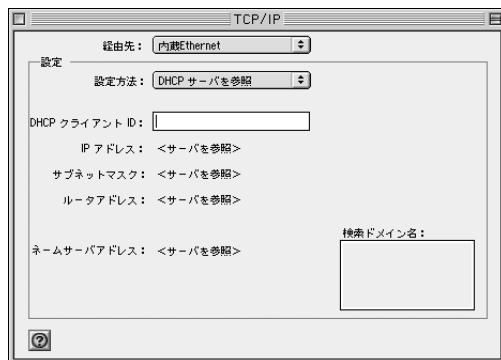 TCP/IP
経由先： 内蔵Ethernet
設定
設定方法： DHCP サーバを参照
DHCP クライアント ID：
IP アドレス： <サーバを参照>
サブネットマスク： <サーバを参照>
ルータアドレス： <サーバを参照>
検索ドメイン名：
ネームサーバアドレス： <サーバを参照>
?